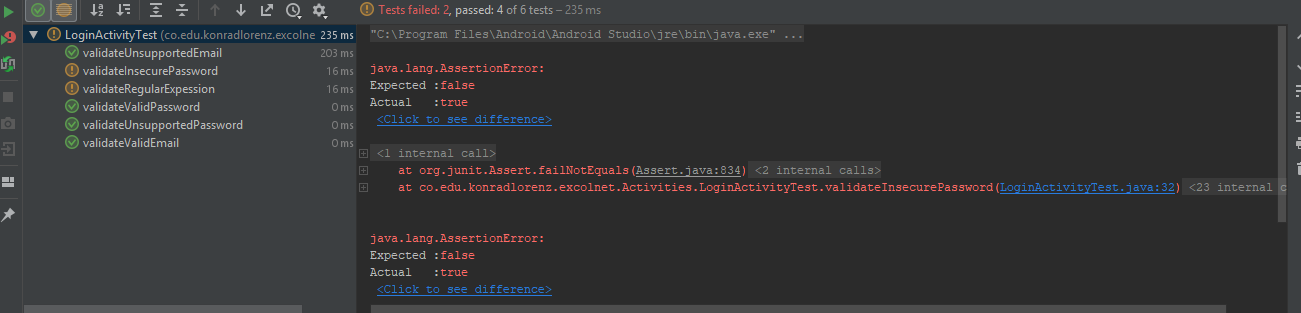 Tests failed: 2, passed: 4 of 6 tests – 235 ms
LoginActivityTest (co.edu.konradlorenz.excolne 235 ms
validateUnsupportedEmail 203 ms
validateInsecurePassword 16 ms
validateRegularExpession 16 ms
validateValidPassword 0 ms
validateUnsupportedPassword 0 ms
validateValidEmail 0 ms
"C:\Program Files\Android\Android Studio\jre\bin\java.exe" ...
java.lang.AssertionError:
Expected :false
Actual :true
<Click to see difference>
<1 internal call>
at org.junit.Assert.failNotEquals(Assert.java:834) <2 internal calls>
at co.edu.konradlorenz.excolnet.Activities.LoginActivityTest.validateInsecurePassword(LoginActivityTest.java:32) <23 internal c
java.lang.AssertionError:
Expected :false
Actual :true
<Click to see difference>